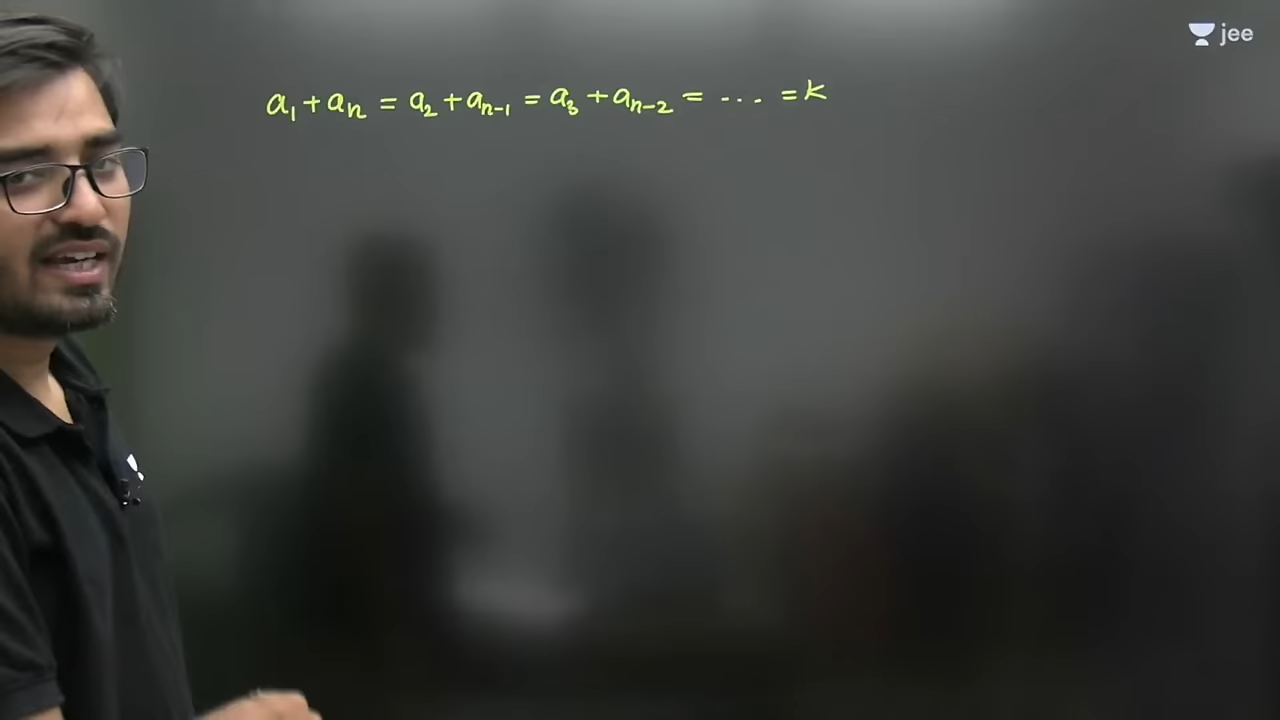 jee
a₁ + aₙ = a₂ + aₙ₋₁ = a₃ + aₙ₋₂ = ... = k